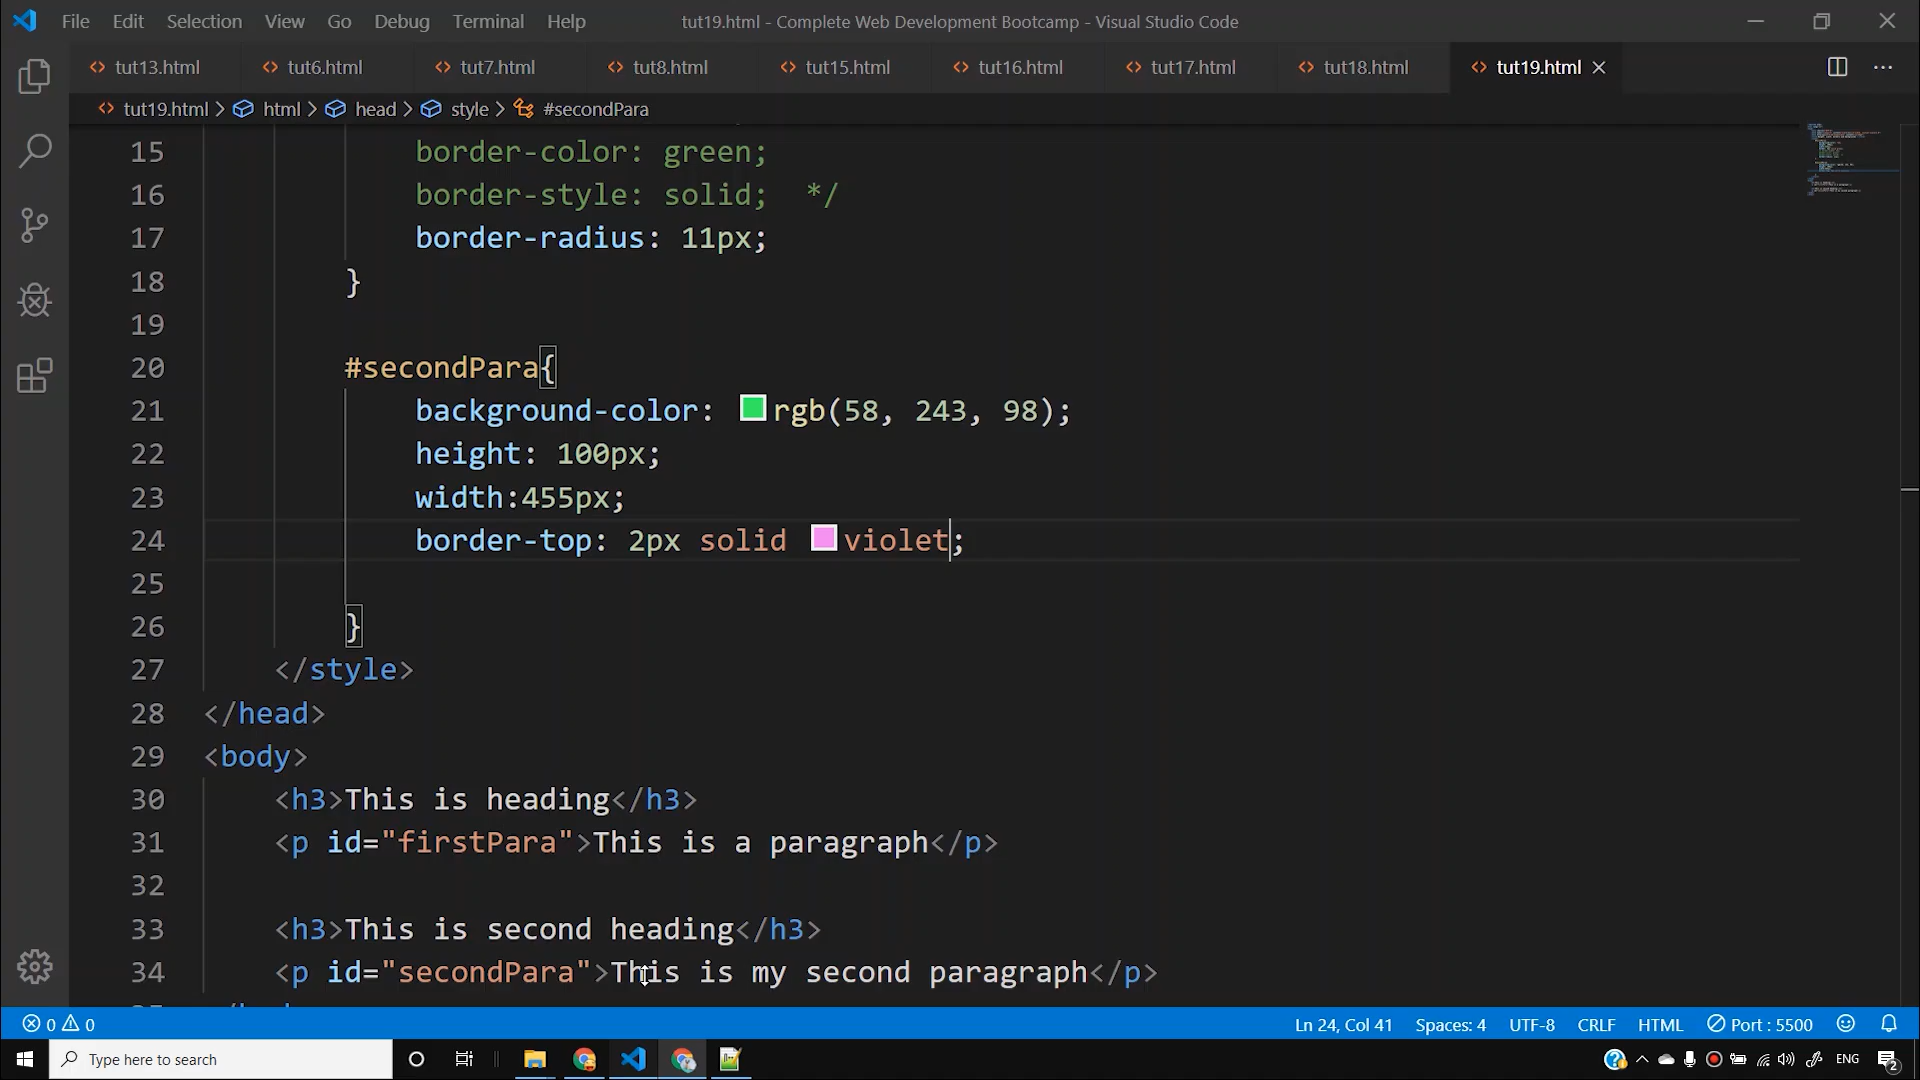 File Edit Selection View Go Debug Terminal Help
tut19.html - Complete Web Development Bootcamp - Visual Studio Code
tut13.html tut6.html tut7.html tut8.html tut15.html tut16.html tut17.html tut18.html tut19.html
tut19.html > html > head > style > #secondPara
15 border-color: green;
16 border-style: solid; */
17 border-radius: 11px;
18 }
19
20 #secondPara{
21 background-color: rgb(58, 243, 98);
22 height: 100px;
23 width:455px;
24 border-top: 2px solid violet;
25
26 }
27 </style>
28 </head>
29 <body>
30 <h3>This is heading</h3>
31 <p id="firstPara">This is a paragraph</p>
32
33 <h3>This is second heading</h3>
34 <p id="secondPara">This is my second paragraph</p>
0 0 Ln 24, Col 41 Spaces: 4 UTF-8 CRLF HTML Port : 5500
Type here to search
ENG
2